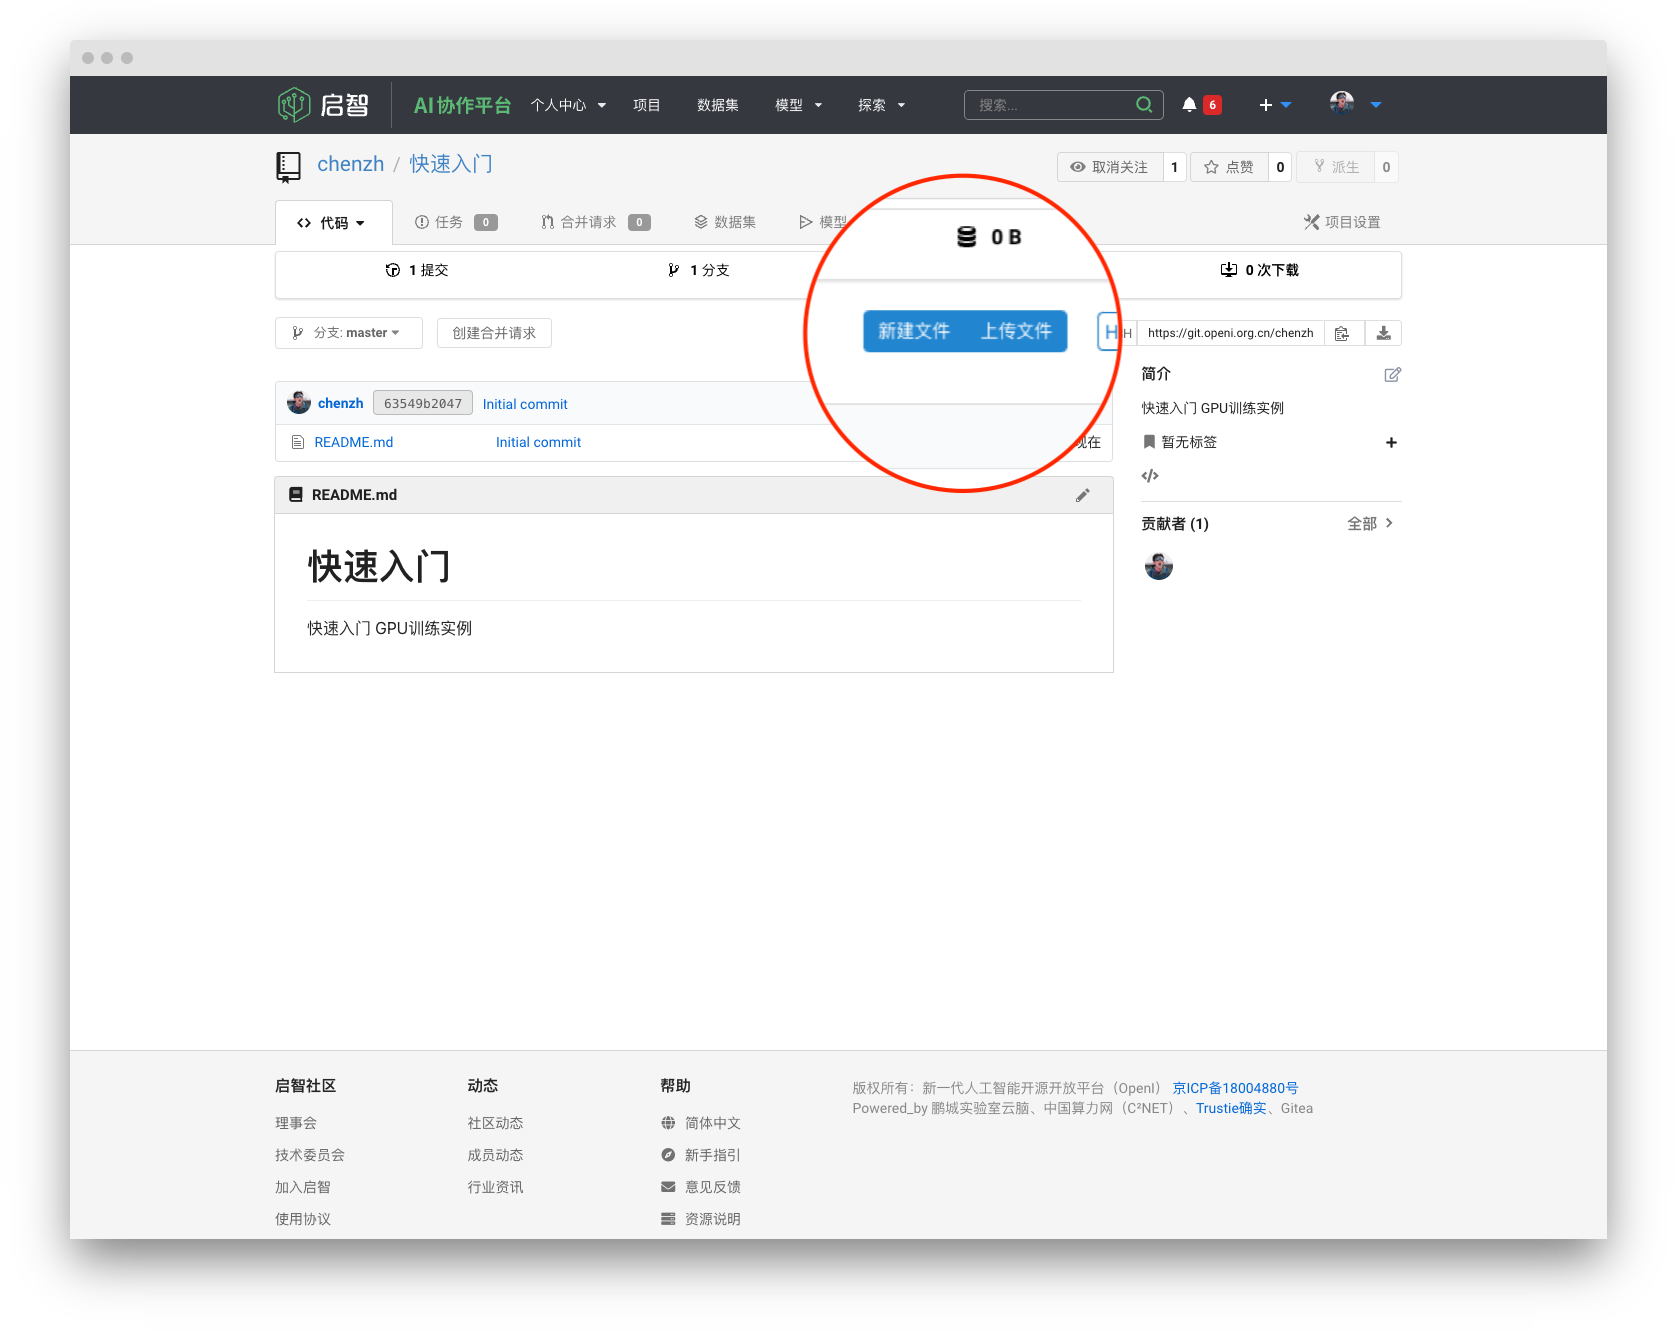 启智 AI协作平台 个人中心 项目 数据集 模型 探索 搜索... 6
chenzh / 快速入门 取消关注 1 点赞 0 派生 0
代码 任务 0 合并请求 0 数据集 模型 项目设置
1 提交 1 分支 0 B 0 次下载
分支: master 创建合并请求 新建文件 上传文件 H H https://git.openi.org.cn/chenzh
chenzh 63549b2047 Initial commit
README.md Initial commit 现在
简介
快速入门 GPU训练实例
暂无标签
贡献者 (1) 全部
README.md
快速入门
快速入门 GPU训练实例
启智社区
理事会
技术委员会
加入启智
使用协议
动态
社区动态
成员动态
行业资讯
帮助
简体中文
新手指引
意见反馈
资源说明
版权所有：新一代人工智能开源开放平台（OpenI） 京ICP备18004880号
Powered_by 鹏城实验室云脑、中国算力网（C²NET）、Trustie确实、Gitea